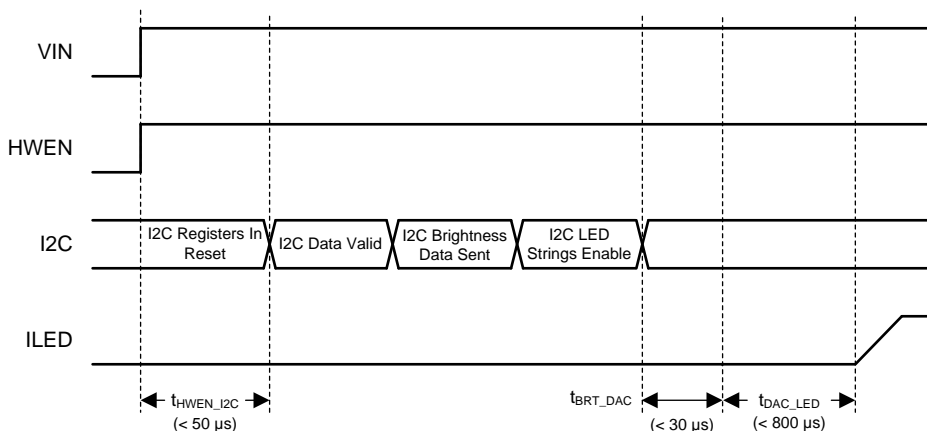 VIN
HWEN
I2C
I2C Registers In
Reset
I2C Data Valid
I2C Brightness
Data Sent
I2C LED
Strings Enable
ILED
tHWEN_I2C
(< 50 µs)
tBRT_DAC
(< 30 µs)
tDAC_LED
(< 800 µs)